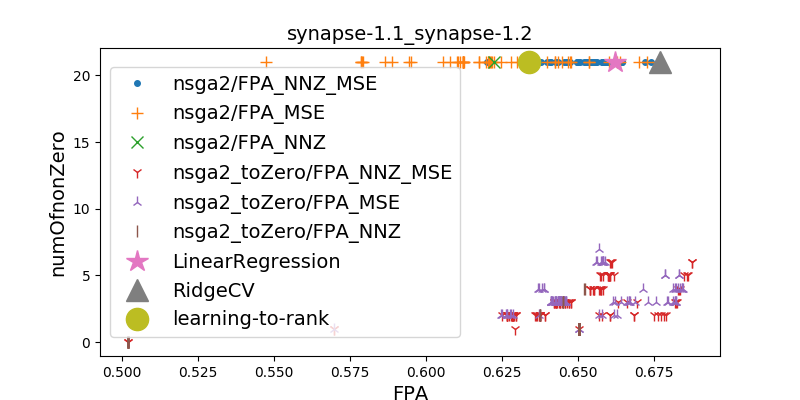 synapse-1.1_synapse-1.2
numOfnonZero
20
15
10
5
0
nsga2/FPA_NNZ_MSE
nsga2/FPA_MSE
nsga2/FPA_NNZ
nsga2_toZero/FPA_NNZ_MSE
nsga2_toZero/FPA_MSE
nsga2_toZero/FPA_NNZ
LinearRegression
RidgeCV
learning-to-rank
0.500 0.525 0.550 0.575 0.600 0.625 0.650 0.675
FPA